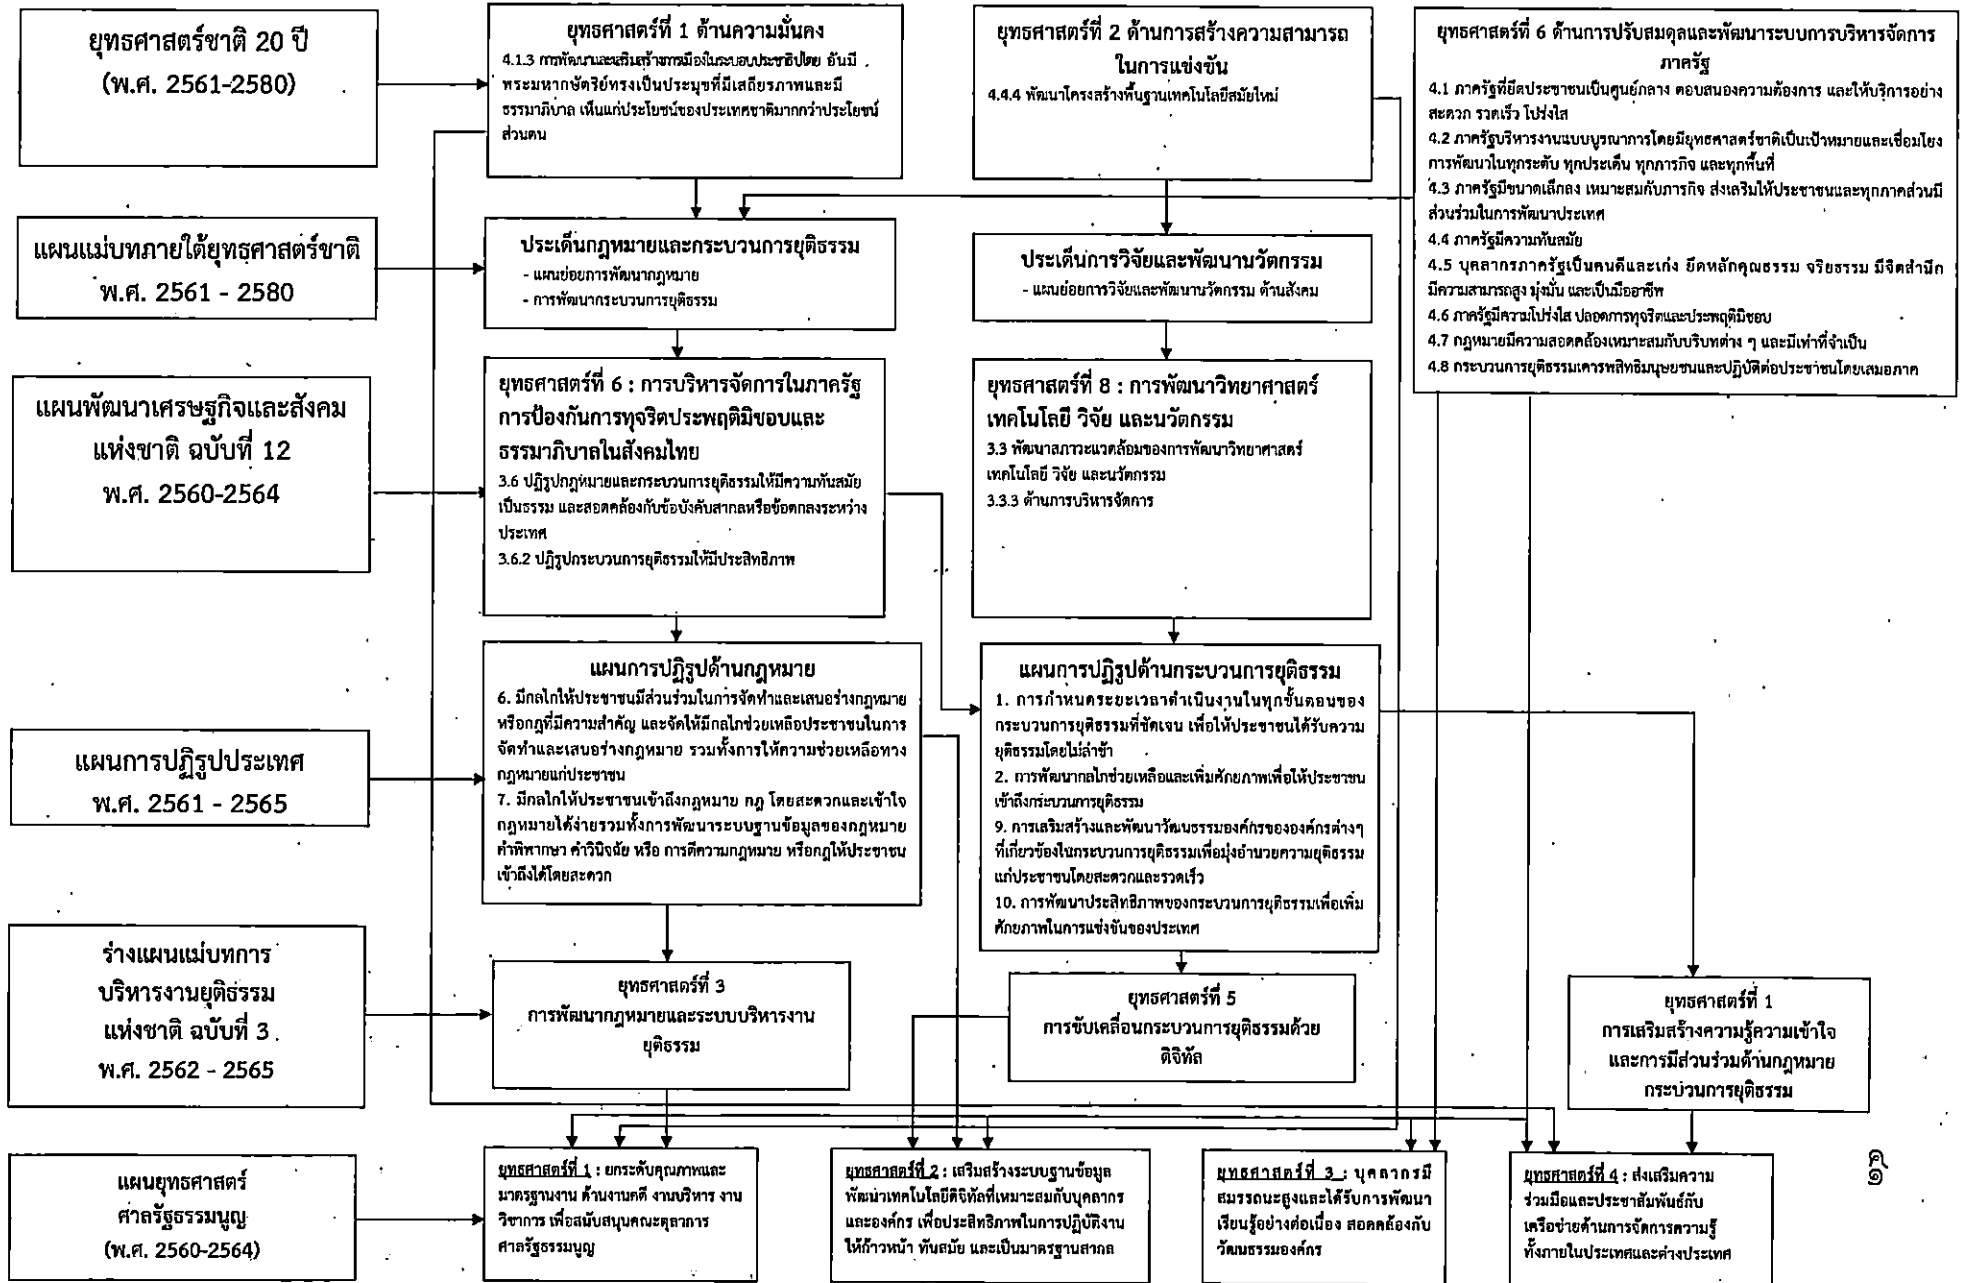 ยุทธศาสตร์ชาติ 20 ปี
(พ.ศ. 2561-2580)
ยุทธศาสตร์ที่ 1 ด้านความมั่นคง
4.1.3 การพัฒนาและเสริมสร้างการเมืองในระบอบประชาธิปไตย อันมี
พระมหากษัตริย์ทรงเป็นประมุขที่มีเสถียรภาพและมี
ธรรมาภิบาล เห็นแก่ประโยชน์ของประเทศชาติมากกว่าประโยชน์
ส่วนตน
ยุทธศาสตร์ที่ 2 ด้านการสร้างความสามารถ
ในการแข่งขัน
4.4.4 พัฒนาโครงสร้างพื้นฐานเทคโนโลยีสมัยใหม่
ยุทธศาสตร์ที่ 6 ด้านการปรับสมดุลและพัฒนาระบบการบริหารจัดการ
ภาครัฐ
4.1 ภาครัฐที่ยึดประชาชนเป็นศูนย์กลาง ตอบสนองความต้องการ และให้บริการอย่าง
สะดวก รวดเร็ว โปร่งใส
4.2 ภาครัฐบริหารงานแบบบูรณาการโดยมียุทธศาสตร์ชาติเป็นเป้าหมายและเชื่อมโยง
การพัฒนาในทุกระดับ ทุกประเด็น ทุกภารกิจ และทุกพื้นที่
4.3 ภาครัฐมีขนาดเล็กลง เหมาะสมกับภารกิจ ส่งเสริมให้ประชาชนและทุกภาคส่วนมี
ส่วนร่วมในการพัฒนาประเทศ
4.4 ภาครัฐมีความทันสมัย
4.5 บุคลากรภาครัฐเป็นคนดีและเก่ง ยึดหลักคุณธรรม จริยธรรม มีจิตสำนึก
มีความสามารถสูง มุ่งมั่น และเป็นมืออาชีพ
4.6 ภาครัฐมีความโปร่งใส ปลอดการทุจริตและประพฤติมิชอบ
4.7 กฎหมายมีความสอดคล้องเหมาะสมกับบริบทต่าง ๆ และมีเท่าที่จำเป็น
4.8 กระบวนการยุติธรรมเคารพสิทธิมนุษยชนและปฏิบัติต่อประชาชนโดยเสมอภาค
แผนแม่บทภายใต้ยุทธศาสตร์ชาติ
พ.ศ. 2561 - 2580
ประเด็นกฎหมายและกระบวนการยุติธรรม
- แผนย่อยการพัฒนากฎหมาย
- การพัฒนากระบวนการยุติธรรม
ประเด็นการวิจัยและพัฒนานวัตกรรม
- แผนย่อยการวิจัยและพัฒนานวัตกรรม ด้านสังคม
แผนพัฒนาเศรษฐกิจและสังคม
แห่งชาติ ฉบับที่ 12
พ.ศ. 2560-2564
ยุทธศาสตร์ที่ 6 : การบริหารจัดการในภาครัฐ
การป้องกันการทุจริตประพฤติมิชอบและ
ธรรมาภิบาลในสังคมไทย
3.6 ปฏิรูปกฎหมายและกระบวนการยุติธรรมให้มีความทันสมัย
เป็นธรรม และสอดคล้องกับข้อบังคับสากลหรือข้อตกลงระหว่าง
ประเทศ
3.6.2 ปฏิรูปกระบวนการยุติธรรมให้มีประสิทธิภาพ
ยุทธศาสตร์ที่ 8 : การพัฒนาวิทยาศาสตร์
เทคโนโลยี วิจัย และนวัตกรรม
3.3 พัฒนาสภาวะแวดล้อมของการพัฒนาวิทยาศาสตร์
เทคโนโลยี วิจัย และนวัตกรรม
3.3.3 ด้านการบริหารจัดการ
แผนการปฏิรูปประเทศ
พ.ศ. 2561 - 2565
แผนการปฏิรูปด้านกฎหมาย
6. มีกลไกให้ประชาชนมีส่วนร่วมในการจัดทำและเสนอร่างกฎหมาย
หรือกฎที่มีความสำคัญ และจัดให้มีกลไกช่วยเหลือประชาชนในการ
จัดทำและเสนอร่างกฎหมาย รวมทั้งการให้ความช่วยเหลือทาง
กฎหมายแก่ประชาชน
7. มีกลไกให้ประชาชนเข้าถึงกฎหมาย กฎ โดยสะดวกและเข้าใจ
กฎหมายได้ง่ายรวมทั้งการพัฒนาระบบฐานข้อมูลของกฎหมาย
คำพิพากษา คำวินิจฉัย หรือ การตีความกฎหมาย หรือกฎให้ประชาชน
เข้าถึงได้โดยสะดวก
แผนการปฏิรูปด้านกระบวนการยุติธรรม
1. การกำหนดระยะเวลาดำเนินงานในทุกขั้นตอนของ
กระบวนการยุติธรรมที่ชัดเจน เพื่อให้ประชาชนได้รับความ
ยุติธรรมโดยไม่ล่าช้า
2. การพัฒนากลไกช่วยเหลือและเพิ่มศักยภาพเพื่อให้ประชาชน
เข้าถึงกระบวนการยุติธรรม
9. การเสริมสร้างและพัฒนาวัฒนธรรมองค์กรขององค์กรต่างๆ
ที่เกี่ยวข้องในกระบวนการยุติธรรมเพื่อมุ่งอำนวยความยุติธรรม
แก่ประชาชนโดยสะดวกและรวดเร็ว
10. การพัฒนาประสิทธิภาพของกระบวนการยุติธรรมเพื่อเพิ่ม
ศักยภาพในการแข่งขันของประเทศ
ร่างแผนแม่บทการ
บริหารงานยุติธรรม
แห่งชาติ ฉบับที่ 3
พ.ศ. 2562 - 2565
ยุทธศาสตร์ที่ 3
การพัฒนากฎหมายและระบบบริหารงาน
ยุติธรรม
ยุทธศาสตร์ที่ 5
การขับเคลื่อนกระบวนการยุติธรรมด้วย
ดิจิทัล
ยุทธศาสตร์ที่ 1
การเสริมสร้างความรู้ความเข้าใจ
และการมีส่วนร่วมด้านกฎหมาย
กระบวนการยุติธรรม
แผนยุทธศาสตร์
ศาลรัฐธรรมนูญ
(พ.ศ. 2560-2564)
ยุทธศาสตร์ที่ 1 : ยกระดับคุณภาพและ
มาตรฐานงาน ด้านงานคดี งานบริหาร งาน
วิชาการ เพื่อสนับสนุนคณะตุลาการ
ศาลรัฐธรรมนูญ
ยุทธศาสตร์ที่ 2 : เสริมสร้างระบบฐานข้อมูล
พัฒนาเทคโนโลยีดิจิทัลที่เหมาะสมกับบุคลากร
และองค์กร เพื่อประสิทธิภาพในการปฏิบัติงาน
ให้ก้าวหน้า ทันสมัย และเป็นมาตรฐานสากล
ยุทธศาสตร์ที่ 3 : บุคลากรมี
สมรรถนะสูงและได้รับการพัฒนา
เรียนรู้อย่างต่อเนื่อง สอดคล้องกับ
วัฒนธรรมองค์กร
ยุทธศาสตร์ที่ 4 : ส่งเสริมความ
ร่วมมือและประชาสัมพันธ์กับ
เครือข่ายด้านการจัดการความรู้
ทั้งภายในประเทศและต่างประเทศ